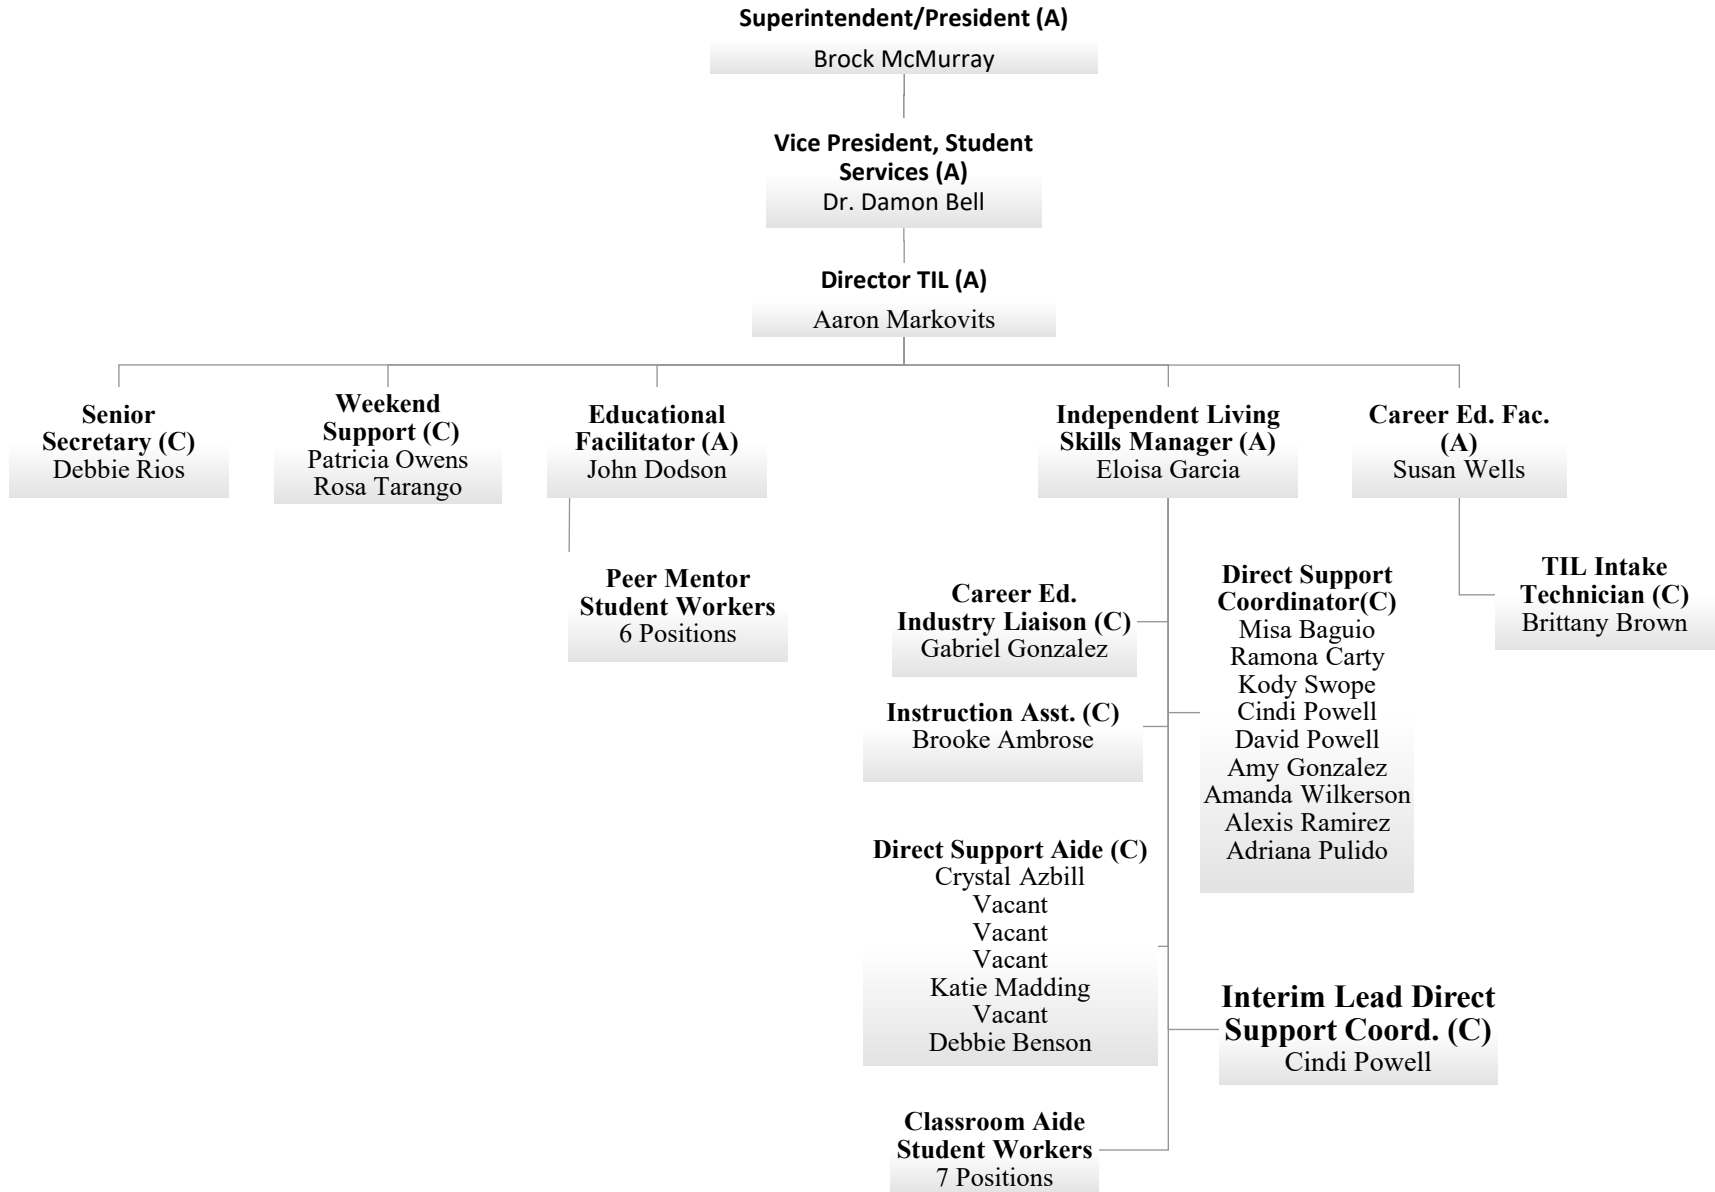 Superintendent/President (A)
Brock McMurray
Vice President, Student
Services (A)
Dr. Damon Bell
Director TIL (A)
Aaron Markovits
Senior
Secretary (C)
Debbie Rios
Weekend
Support (C)
Patricia Owens
Rosa Tarango
Educational
Facilitator (A)
John Dodson
Independent Living
Skills Manager (A)
Eloisa Garcia
Career Ed. Fac.
(A)
Susan Wells
Peer Mentor
Student Workers
6 Positions
Career Ed.
Industry Liaison (C)
Gabriel Gonzalez
Instruction Asst. (C)
Brooke Ambrose
Direct Support Aide (C)
Crystal Azbill
Vacant
Vacant
Vacant
Katie Madding
Vacant
Debbie Benson
Classroom Aide
Student Workers
7 Positions
Direct Support
Coordinator(C)
Misa Baguio
Ramona Carty
Kody Swope
Cindi Powell
David Powell
Amy Gonzalez
Amanda Wilkerson
Alexis Ramirez
Adriana Pulido
Interim Lead Direct
Support Coord. (C)
Cindi Powell
TIL Intake
Technician (C)
Brittany Brown